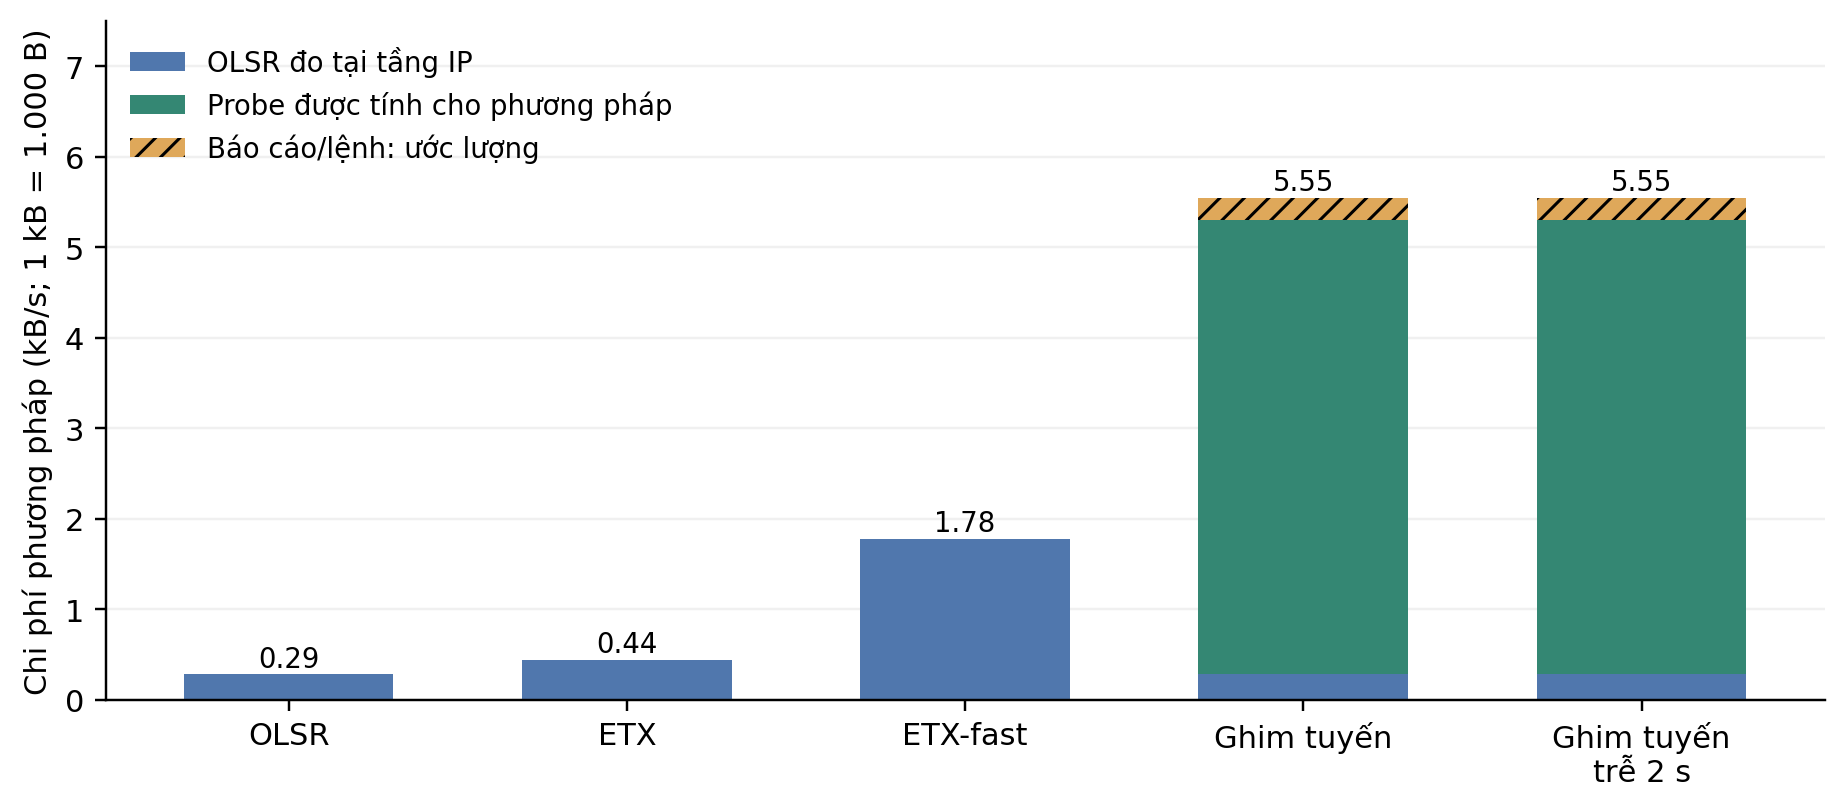 Chi phí phương pháp (kB/s; 1 kB = 1.000 B)
7
6
5
4
3
2
1
0
OLSR đo tại tầng IP
Probe được tính cho phương pháp
Báo cáo/lệnh: ước lượng
0.29
0.44
1.78
5.55
5.55
OLSR
ETX
ETX-fast
Ghim tuyến
Ghim tuyến
trễ 2 s